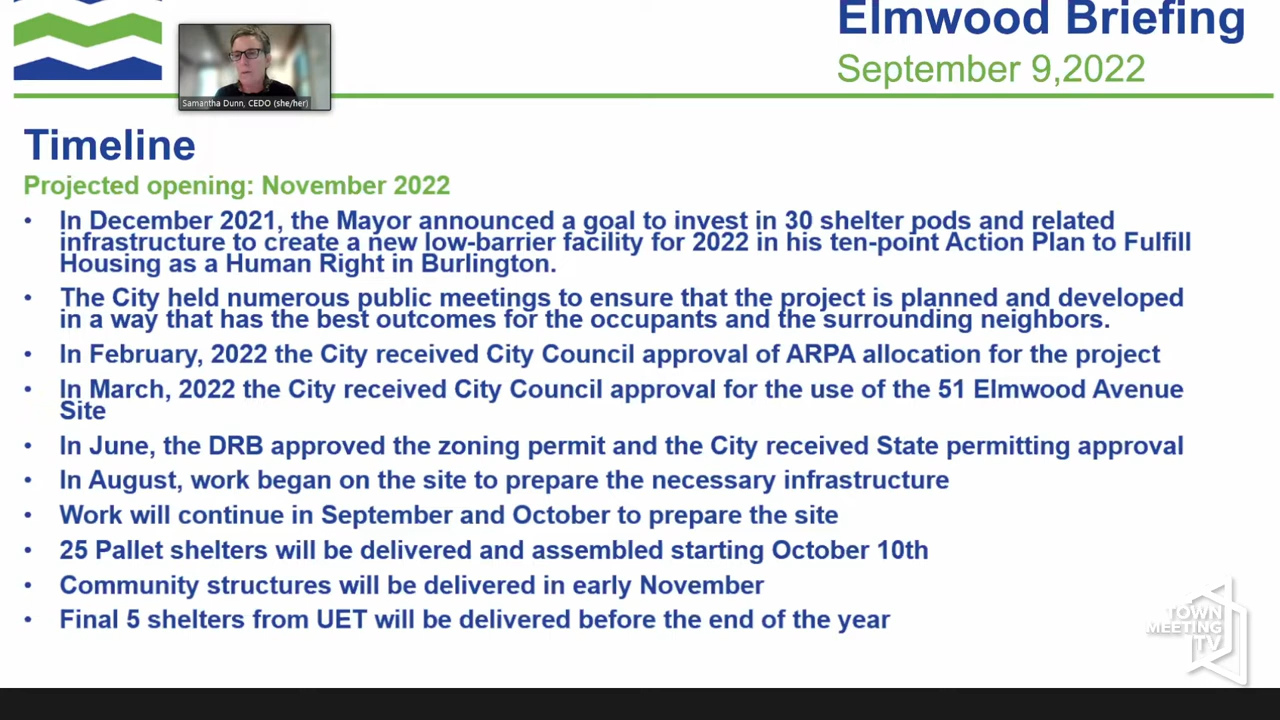 Elmwood Briefing
September 9,2022
Samantha Dunn, CEDO (she/her)
Timeline
Projected opening: November 2022
• In December 2021, the Mayor announced a goal to invest in 30 shelter pods and related
infrastructure to create a new low-barrier facility for 2022 in his ten-point Action Plan to Fulfill
Housing as a Human Right in Burlington.
• The City held numerous public meetings to ensure that the project is planned and developed
in a way that has the best outcomes for the occupants and the surrounding neighbors.
• In February, 2022 the City received City Council approval of ARPA allocation for the project
• In March, 2022 the City received City Council approval for the use of the 51 Elmwood Avenue
Site
• In June, the DRB approved the zoning permit and the City received State permitting approval
• In August, work began on the site to prepare the necessary infrastructure
• Work will continue in September and October to prepare the site
• 25 Pallet shelters will be delivered and assembled starting October 10th
• Community structures will be delivered in early November
• Final 5 shelters from UET will be delivered before the end of the year
TOWN
MEETING
TV